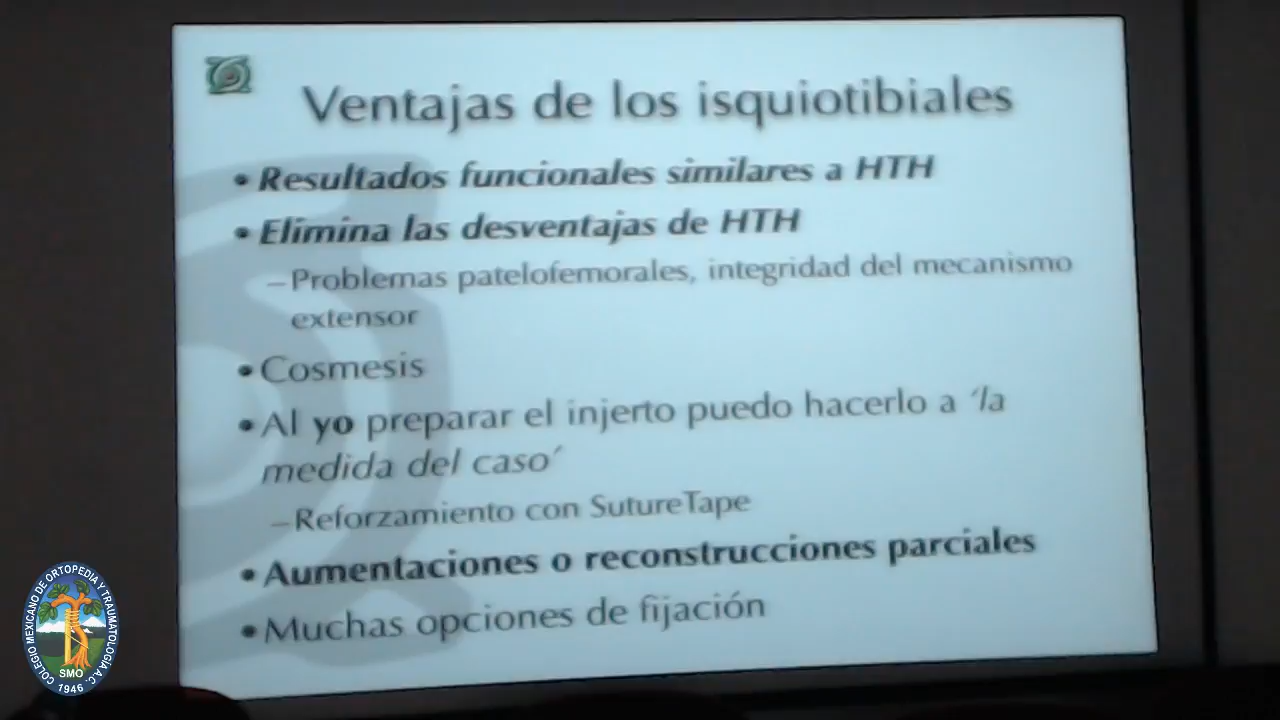 Ventajas de los isquiotibiales
• Resultados funcionales similares a HTH
• Elimina las desventajas de HTH
– Problemas patelofemorales, integridad del mecanismo
extensor
• Cosmesis
• Al yo preparar el injerto puedo hacerlo a ‘la
medida del caso’
– Reforzamiento con SutureTape
• Aumentaciones o reconstrucciones parciales
• Muchas opciones de fijación
COLEGIO MEXICANO DE ORTOPEDIA Y TRAUMATOLOGÍA A.C.
SMO
1946